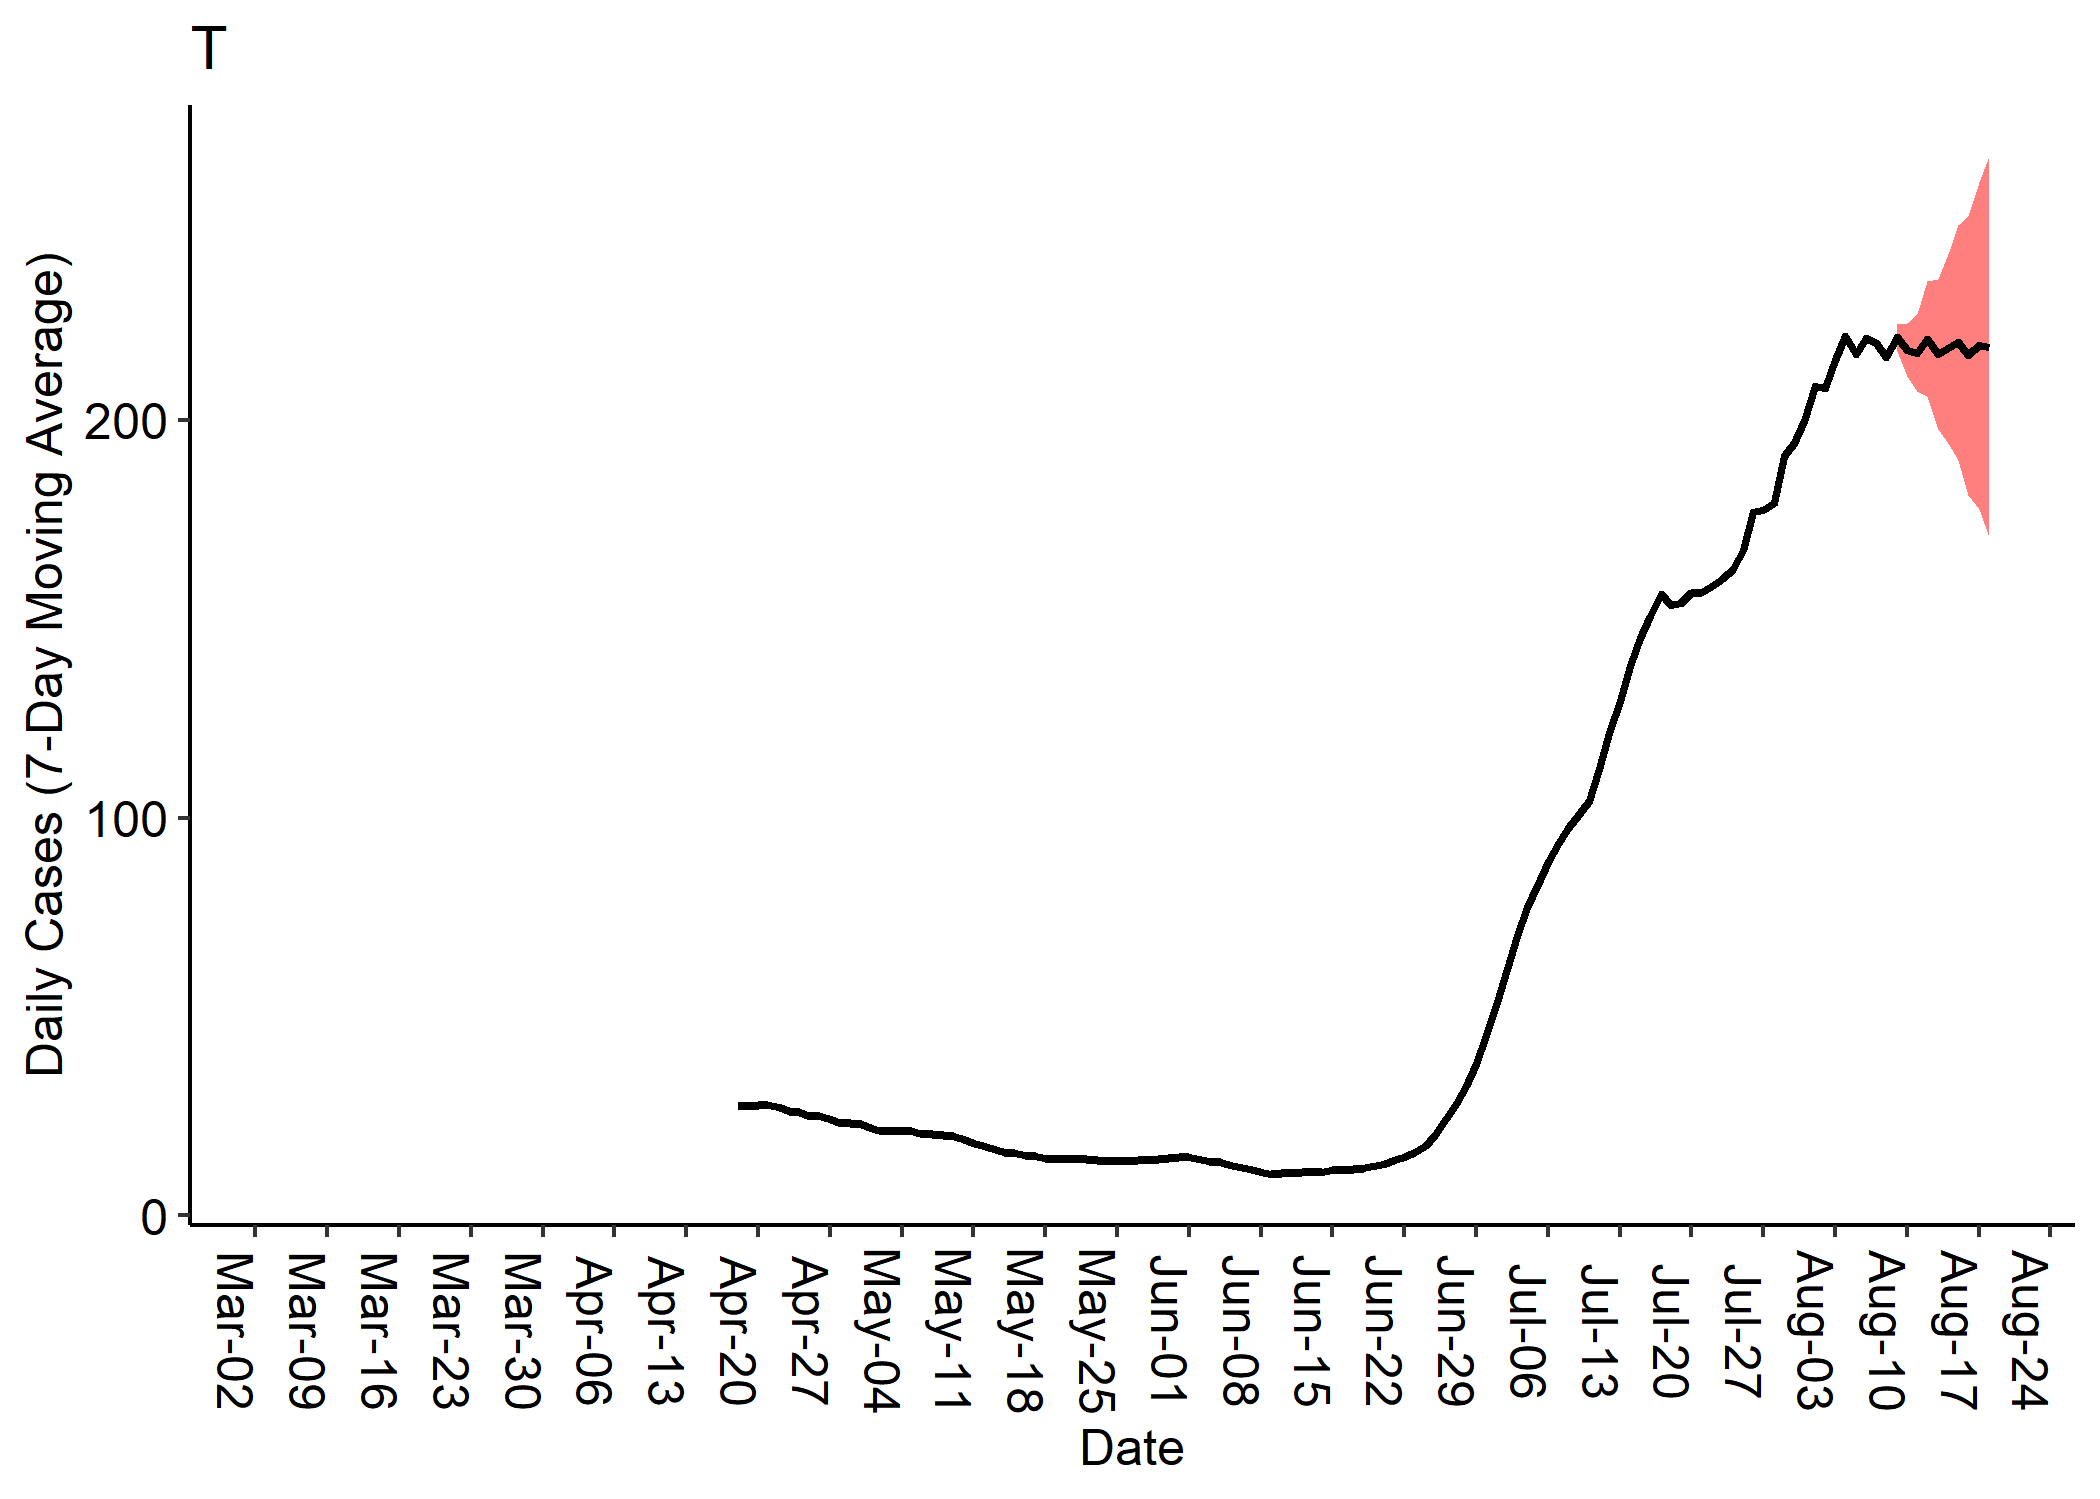 T
Daily Cases (7-Day Moving Average)
200
100
0
Mar-02
Mar-09
Mar-16
Mar-23
Mar-30
Apr-06
Apr-13
Apr-20
Apr-27
May-04
May-11
May-18
May-25
Jun-01
Jun-08
Jun-15
Jun-22
Jun-29
Jul-06
Jul-13
Jul-20
Jul-27
Aug-03
Aug-10
Aug-17
Aug-24
Date